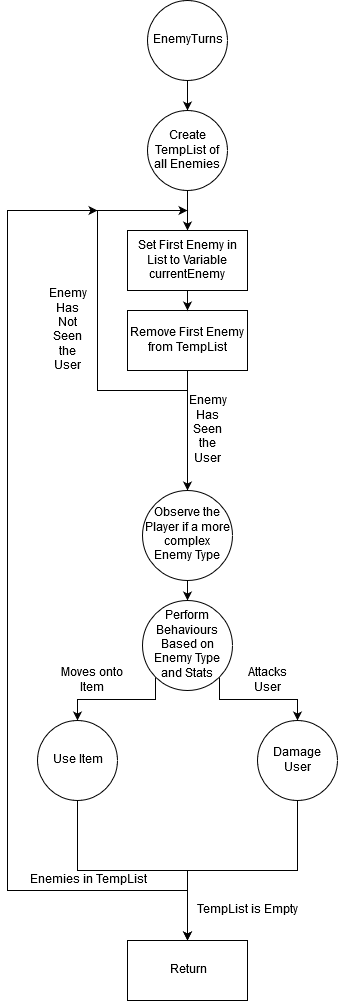 EnemyTurns
Create
TempList of
all Enemies
Set First Enemy in
List to Variable
currentEnemy
Enemy
Has
Not
Seen
the
User
Remove First Enemy
from TempList
Enemy
Has
Seen
the
User
Observe the
Player if a more
complex
Enemy Type
Perform
Behaviours
Based on
Enemy Type
and Stats
Moves onto
Item
Attacks
User
Use Item
Damage
User
Enemies in TempList
TempList is Empty
Return